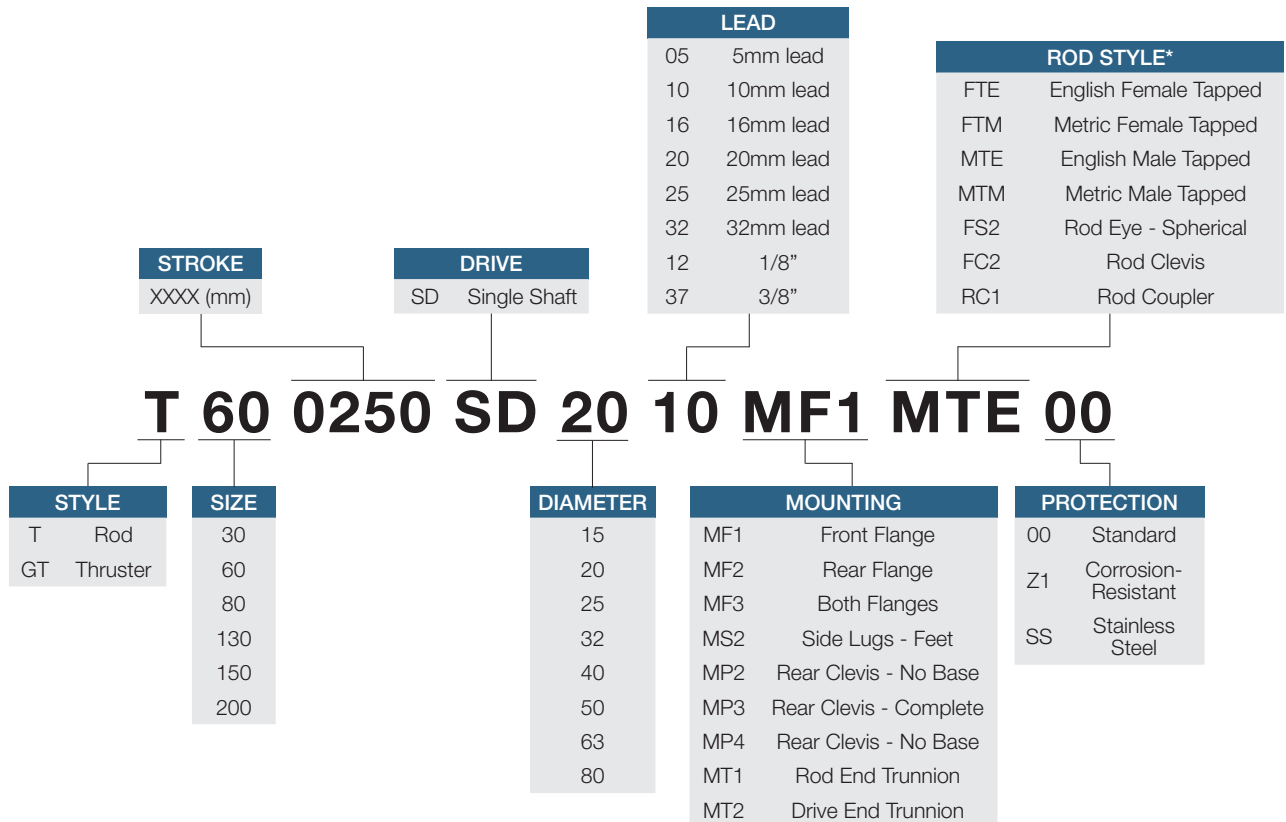 LEAD
05 5mm lead
10 10mm lead
16 16mm lead
20 20mm lead
25 25mm lead
32 32mm lead
12 1/8”
37 3/8”
ROD STYLE*
FTE English Female Tapped
FTM Metric Female Tapped
MTE English Male Tapped
MTM Metric Male Tapped
FS2 Rod Eye - Spherical
FC2 Rod Clevis
RC1 Rod Coupler
STROKE
XXXX (mm)
DRIVE
SD Single Shaft
T 60 0250 SD 20 10 MF1 MTE 00
STYLE
T Rod
GT Thruster
SIZE
30
60
80
130
150
200
DIAMETER
15
20
25
32
40
50
63
80
MOUNTING
MF1 Front Flange
MF2 Rear Flange
MF3 Both Flanges
MS2 Side Lugs - Feet
MP2 Rear Clevis - No Base
MP3 Rear Clevis - Complete
MP4 Rear Clevis - No Base
MT1 Rod End Trunnion
MT2 Drive End Trunnion
PROTECTION
00 Standard
Z1 Corrosion-
Resistant
SS Stainless
Steel